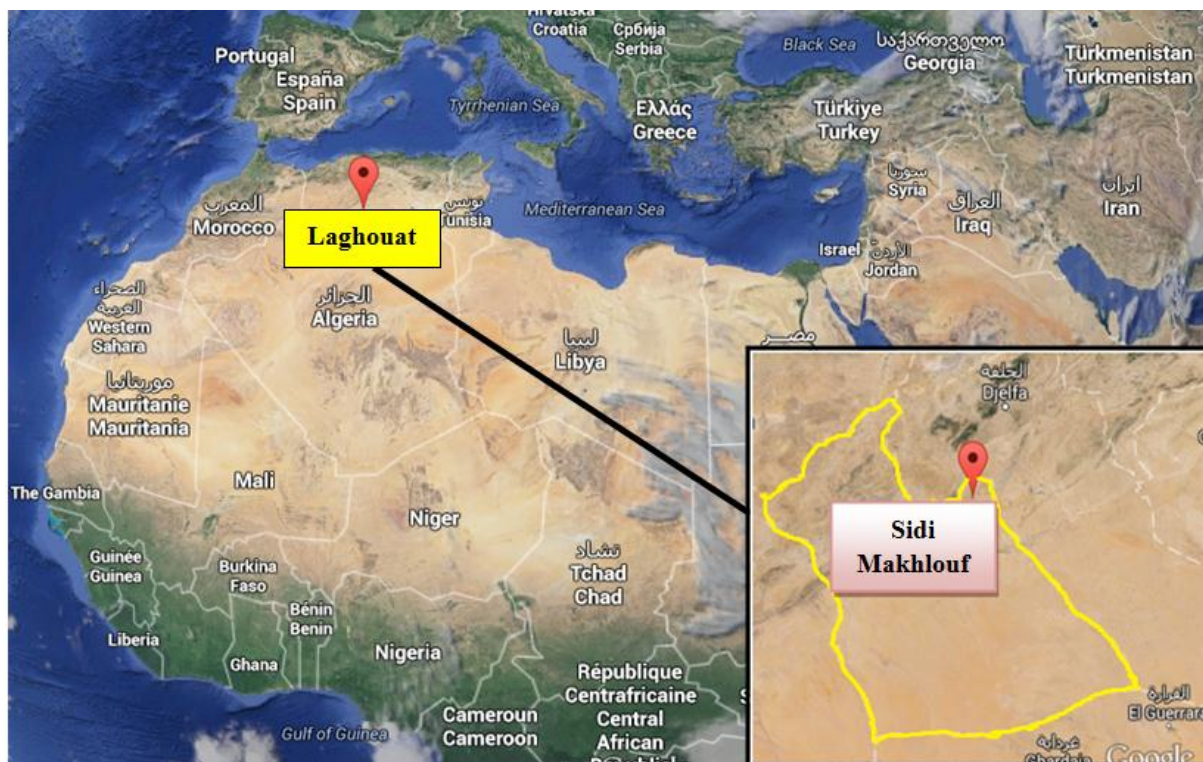 Hrvatska
Croatia
Србија
Serbia
Black Sea
საქართველო
Georgia
Türkmenistan
Turkmenistan
Portugal
España
Spain
Tyrrhenian Sea
Ελλάς
Greece
Türkiye
Turkey
المغرب
Morocco
تونس
Tunisia
Laghouat
Mediterranean Sea
سوريا
Syria
العراق
Iraq
ایران
Iran
Israel
الأردن
Jordan
الصحراء
الغربية
Western
Sahara
الجزائر
Algeria
ليبيا
Libya
مصر
موريتانيا
Mauritanie
Mauritania
الجلفة
Djelfa
Mali
Niger
The Gambia
تشاد
Tchad
Chad
Sidi
Makhlouf
Guinée
Guinea
Burkina
Faso
Bénin
Benin
Liberia
Ghana
Nigeria
République
Centrafricaine
Central
African
Cameroun
Cameroon
Gulf of Guinea
القرارة
El Guerrara
غرداية
Ghardaia
Google